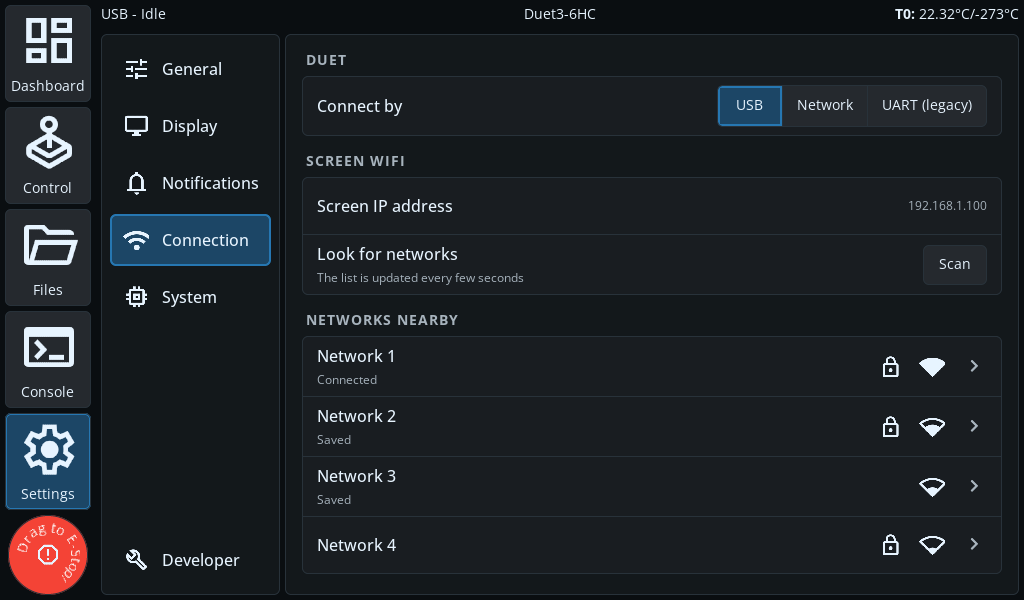 USB - Idle
Duet3-6HC
T0: 22.32°C/-273°C
Dashboard
Control
Files
Console
Settings
Drag to E-Stop!
General
Display
Notifications
Connection
System
Developer
DUET
Connect by
USB
Network
UART (legacy)
SCREEN WIFI
Screen IP address
192.168.1.100
Look for networks
The list is updated every few seconds
Scan
NETWORKS NEARBY
Network 1
Connected
Network 2
Saved
Network 3
Saved
Network 4